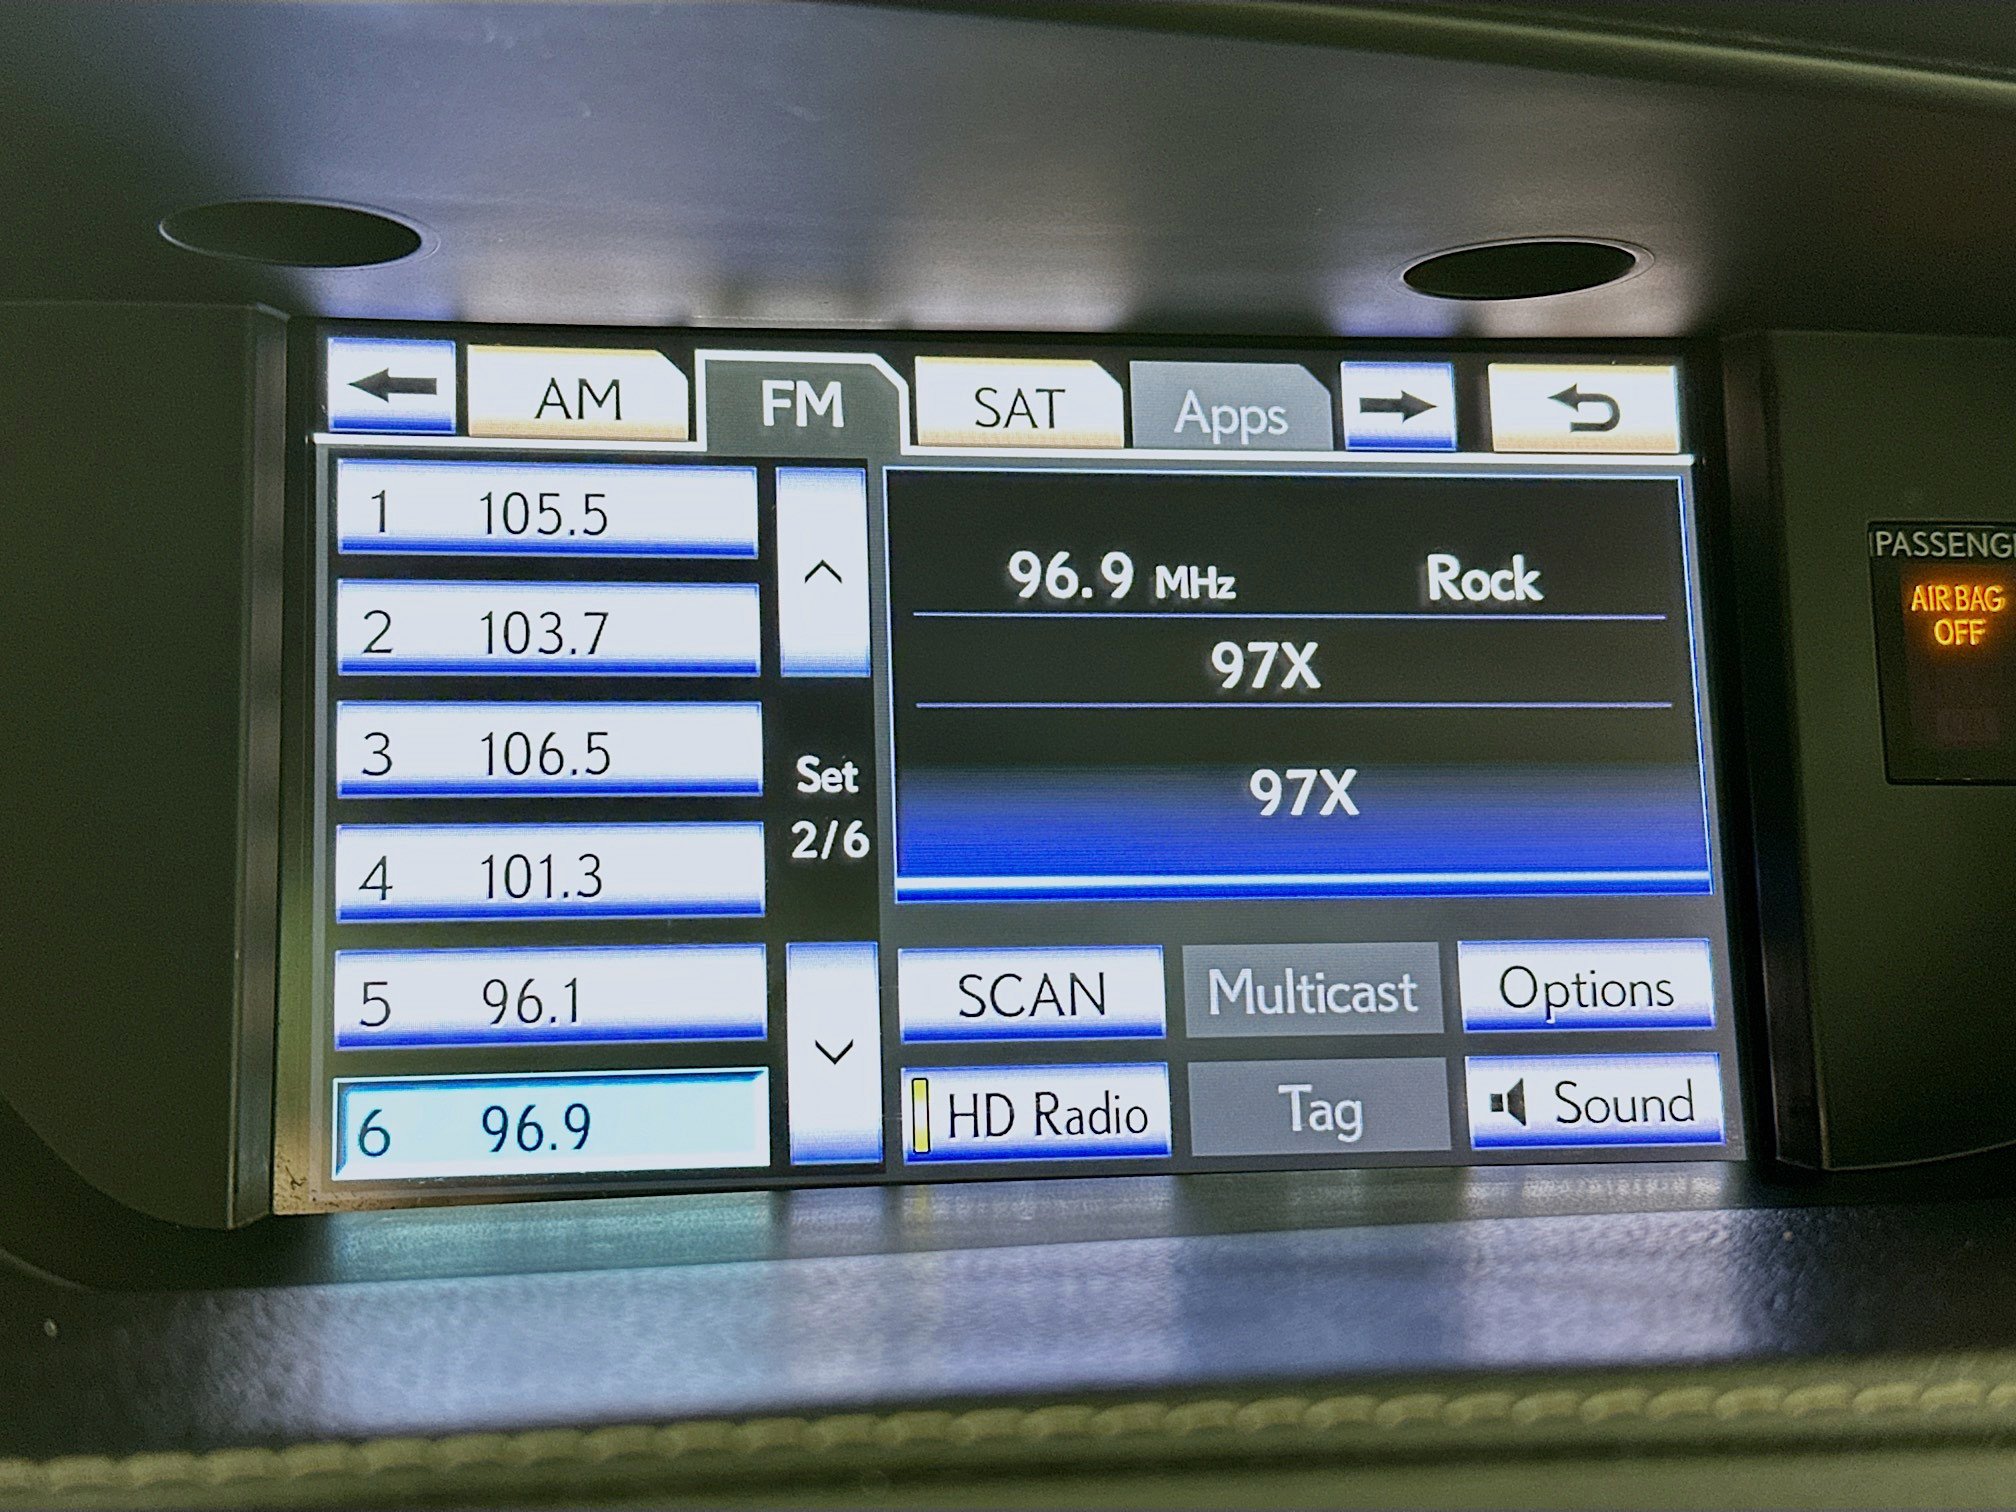 AM FM SAT Apps
1 105.5
2 103.7
3 106.5
4 101.3
5 96.1
6 96.9
Set
2/6
96.9 MHz Rock
97X
97X
SCAN Multicast Options
HD Radio Tag Sound
PASSENG
AIR BAG
OFF